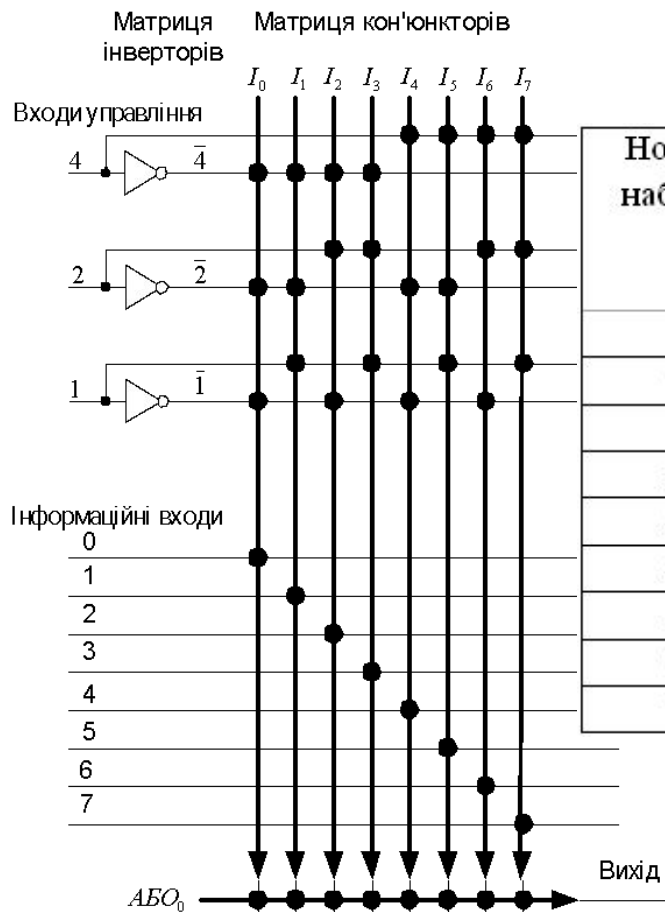 Матриця інверторів
Матриця кон'юнкторів
I₀ I₁ I₂ I₃ I₄ I₅ I₆ I₇
Входи управління
4 4̄
2 2̄
1 1̄
Но
наб
Інформаційні входи
0
1
2
3
4
5
6
7
АБО₀
Вихід